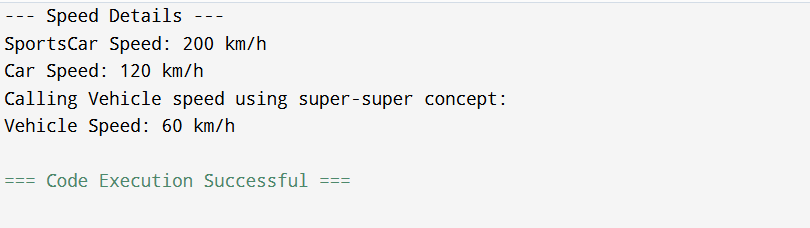 --- Speed Details ---
SportsCar Speed: 200 km/h
Car Speed: 120 km/h
Calling Vehicle speed using super-super concept:
Vehicle Speed: 60 km/h
=== Code Execution Successful ===